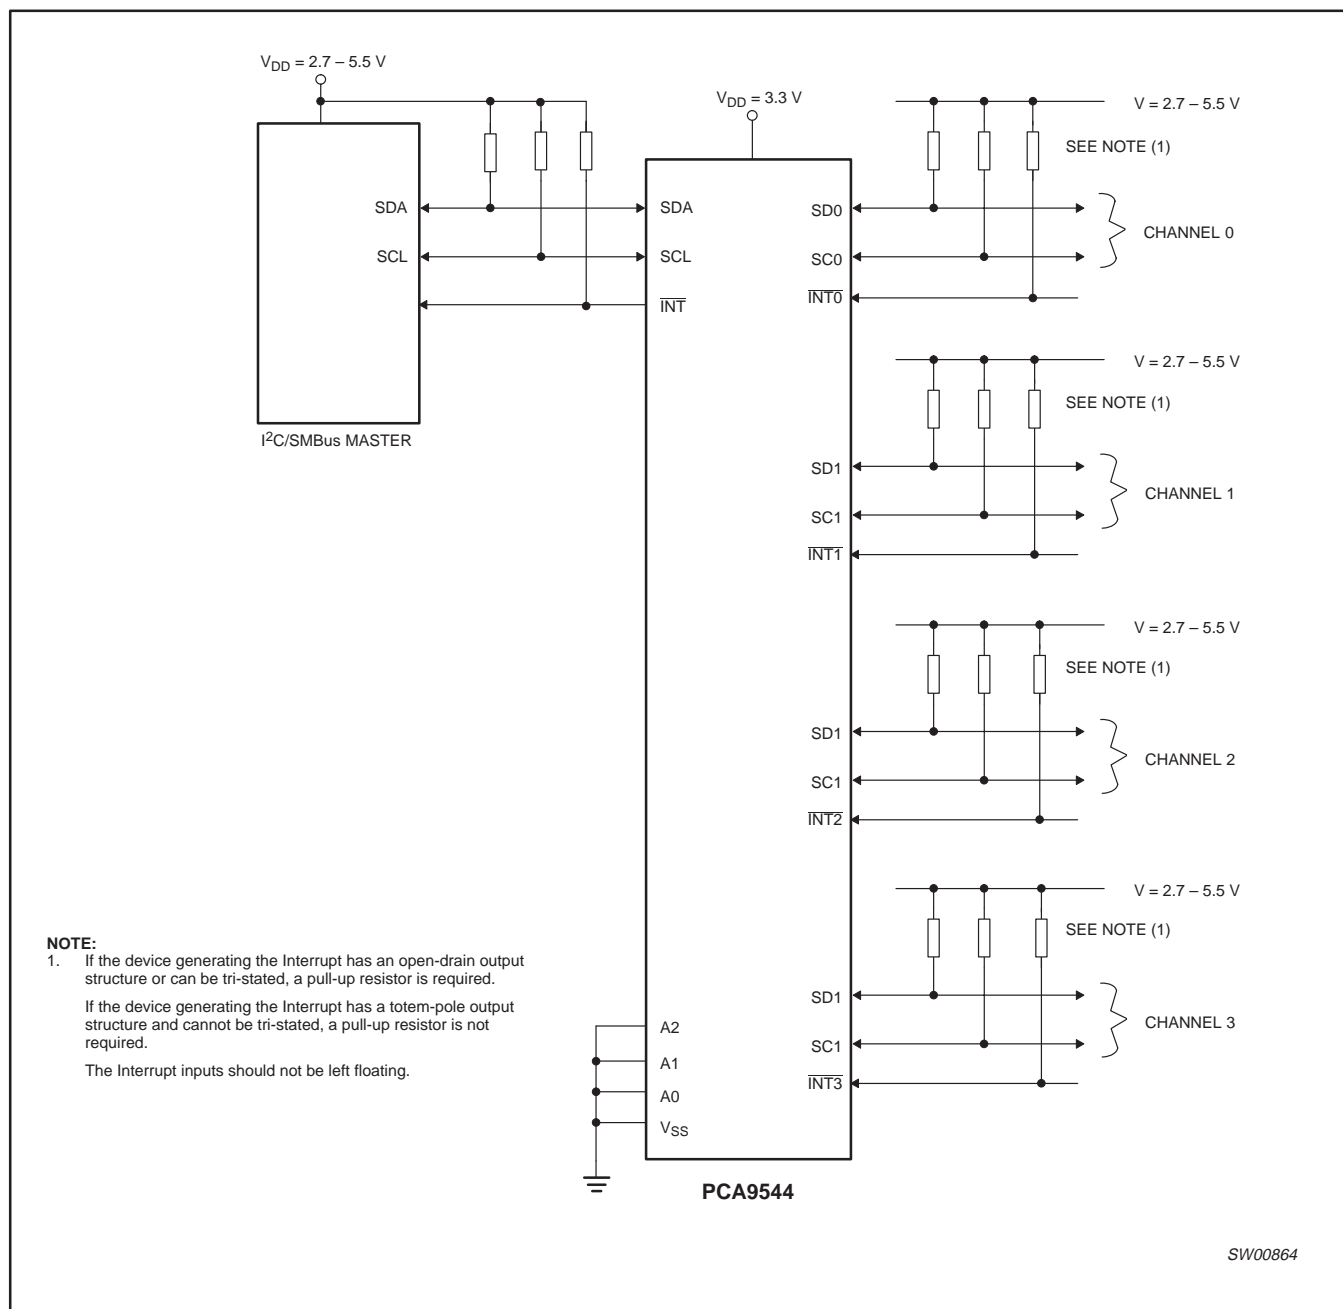 V_DD = 2.7 – 5.5 V
V_DD = 3.3 V
V = 2.7 – 5.5 V
SEE NOTE (1)
SDA
SCL
I²C/SMBus MASTER
SDA
SCL
INT
SD0
SC0
INT0
CHANNEL 0
V = 2.7 – 5.5 V
SEE NOTE (1)
SD1
SC1
INT1
CHANNEL 1
V = 2.7 – 5.5 V
SEE NOTE (1)
SD1
SC1
INT2
CHANNEL 2
V = 2.7 – 5.5 V
SEE NOTE (1)
SD1
SC1
INT3
CHANNEL 3
NOTE:
1. If the device generating the Interrupt has an open-drain output
structure or can be tri-stated, a pull-up resistor is required.
If the device generating the Interrupt has a totem-pole output
structure and cannot be tri-stated, a pull-up resistor is not
required.
The Interrupt inputs should not be left floating.
A2
A1
A0
V_SS
PCA9544
SW00864